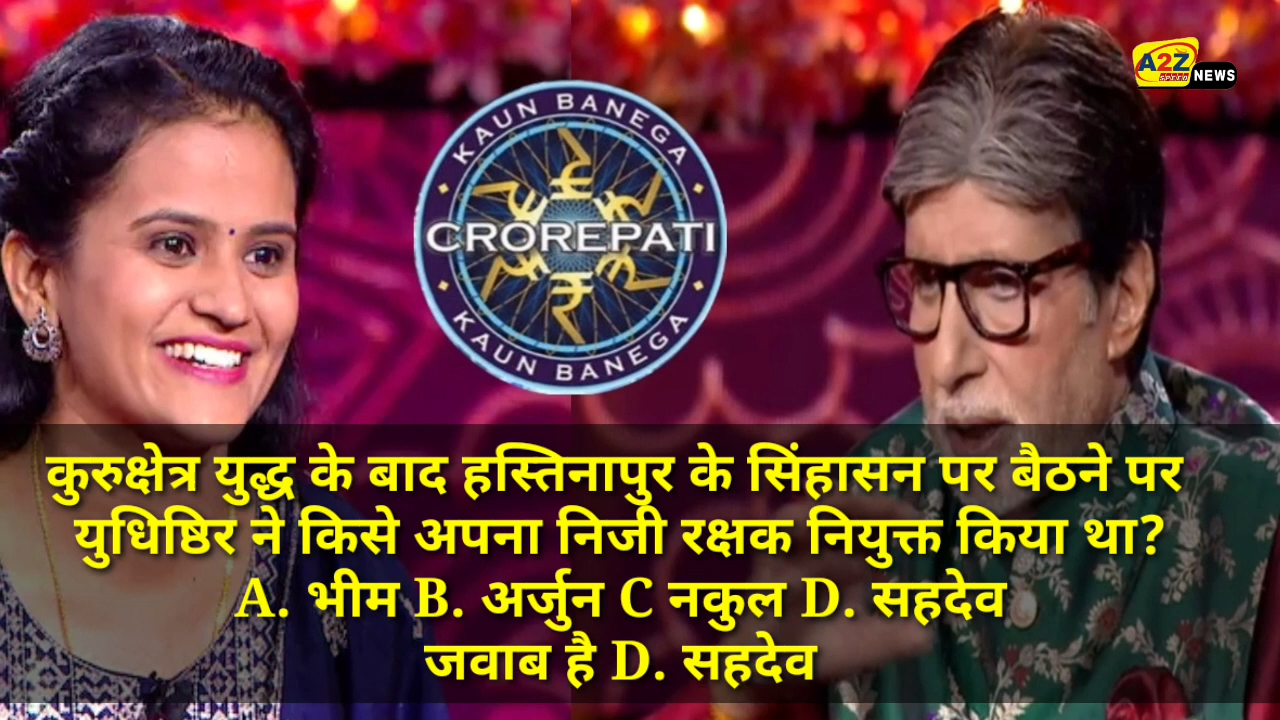 A2Z
SPEED NEWS
KAUN BANEGA
CROREPATI
KAUN BANEGA
कुरुक्षेत्र युद्ध के बाद हस्तिनापुर के सिंहासन पर बैठने पर
युधिष्ठिर ने किसे अपना निजी रक्षक नियुक्त किया था?
A. भीम B. अर्जुन C नकुल D. सहदेव
जवाब है D. सहदेव